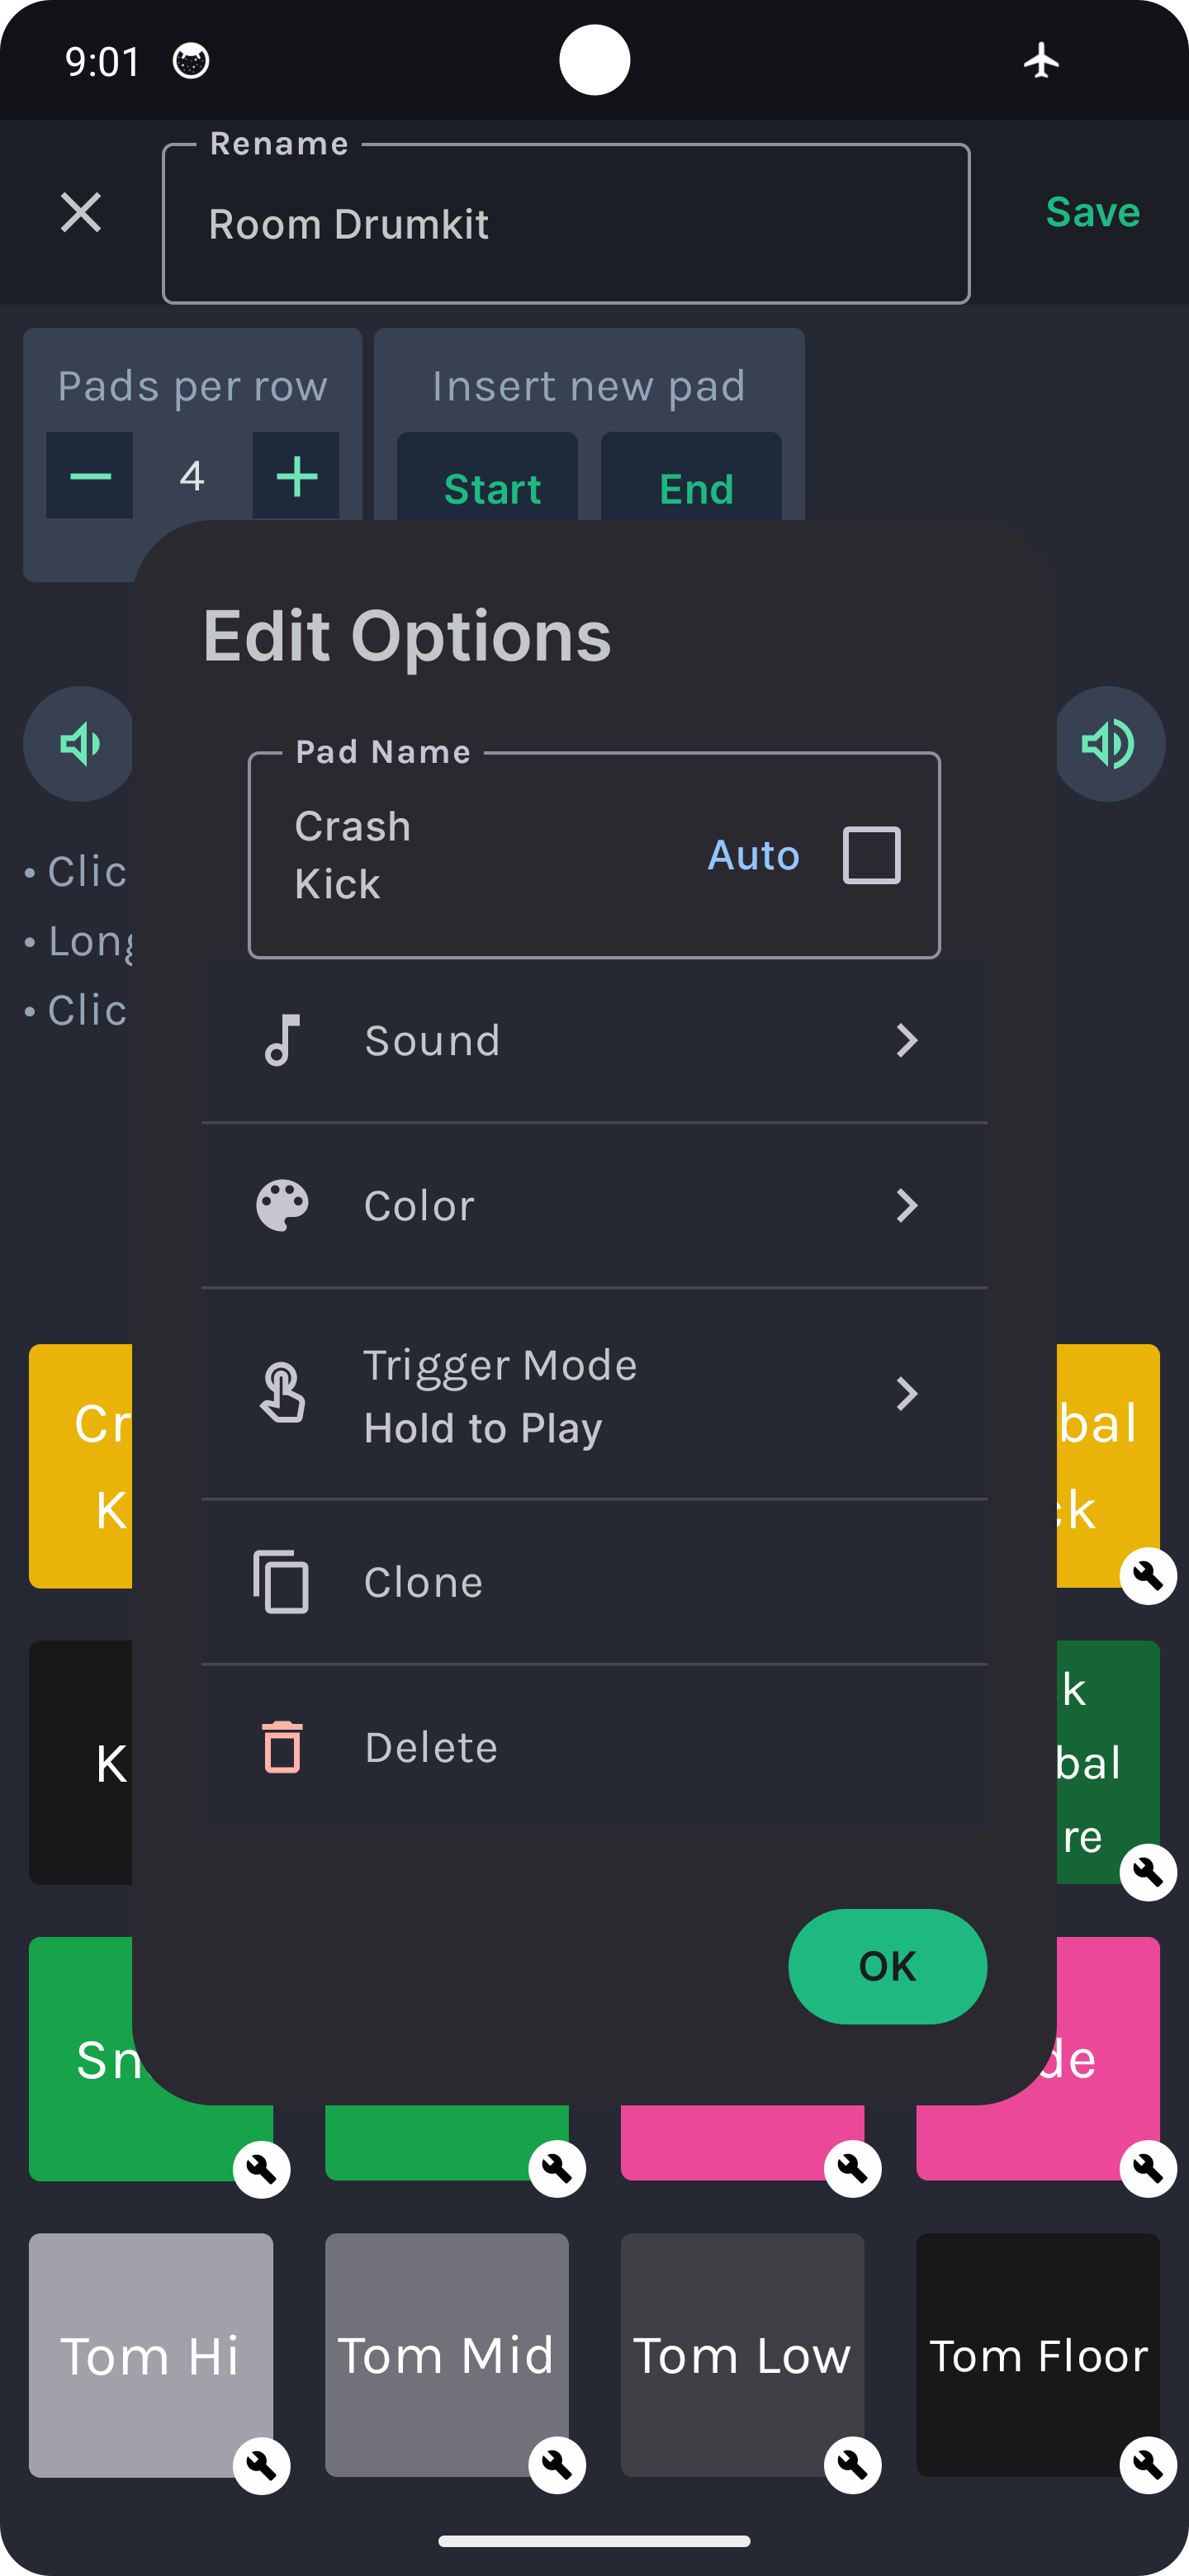 9:01
Rename
Room Drumkit
Save
Pads per row
Insert new pad
4
Start
End
Edit Options
Pad Name
Crash
Kick
Auto
• Clic
• Long
• Clic
Sound
Color
Trigger Mode
Hold to Play
Clone
Delete
Cr
K
bal
ck
K
k
bal
re
OK
Sn
de
Tom Hi
Tom Mid
Tom Low
Tom Floor